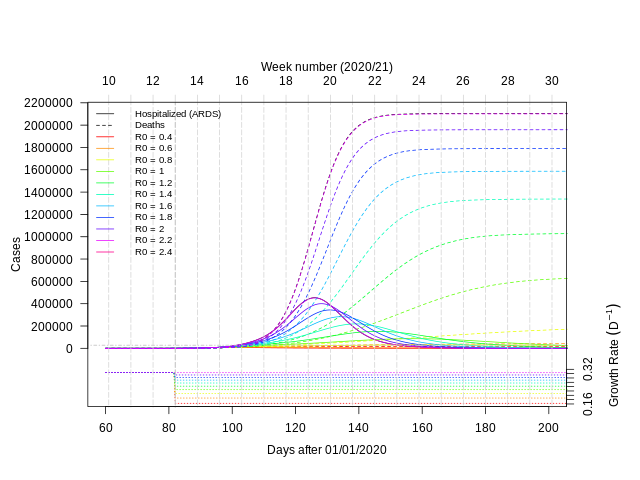 Week number (2020/21)
10 12 14 16 18 20 22 24 26 28 30
2200000
2000000
1800000
1600000
1400000
1200000
1000000
800000
600000
400000
200000
0
Cases
Hospitalized (ARDS)
Deaths
R0 = 0.4
R0 = 0.6
R0 = 0.8
R0 = 1
R0 = 1.2
R0 = 1.4
R0 = 1.6
R0 = 1.8
R0 = 2
R0 = 2.2
R0 = 2.4
0.32
0.16
Growth Rate (D⁻¹)
60 80 100 120 140 160 180 200
Days after 01/01/2020